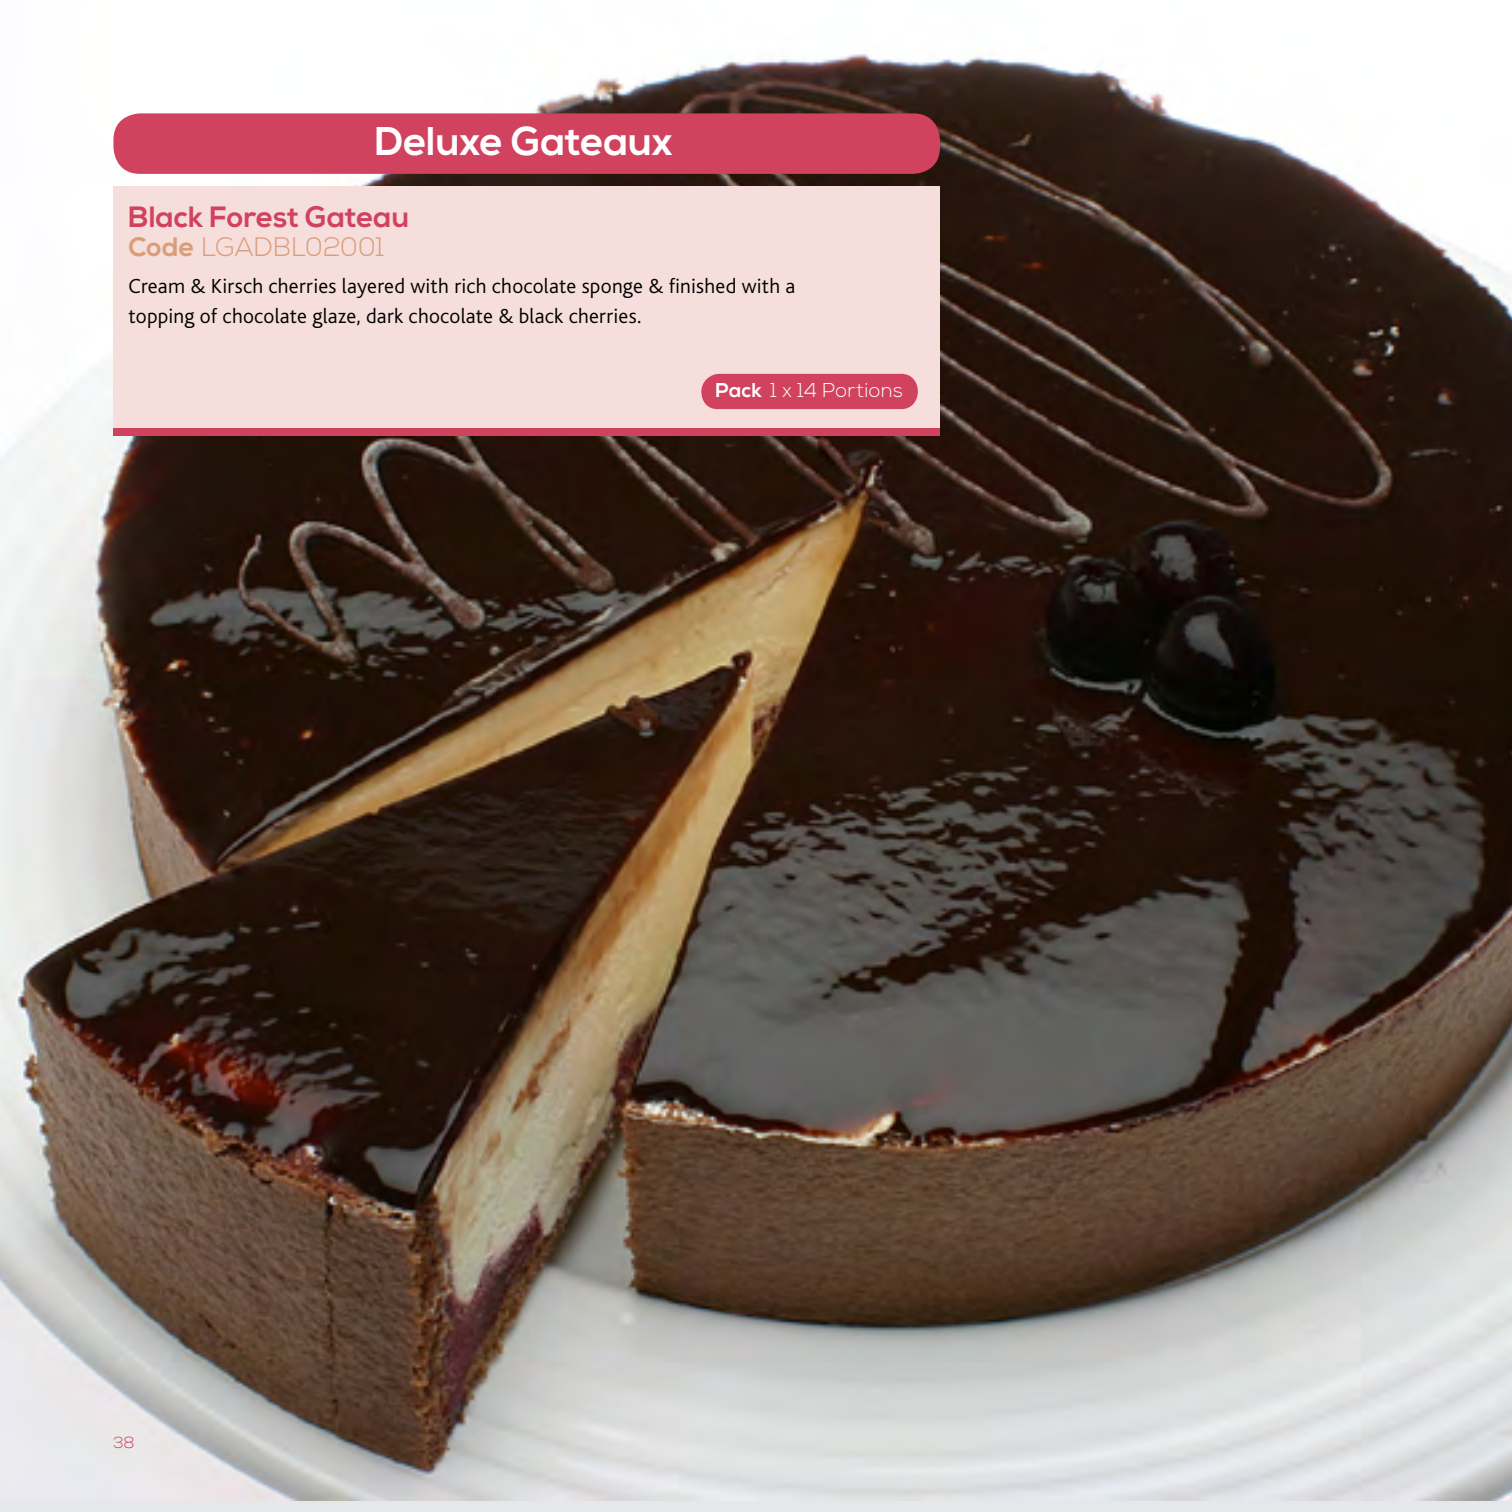 Deluxe Gateaux
Black Forest Gateau
Code LGADBL02001
Cream & Kirsch cherries layered with rich chocolate sponge & finished with a
topping of chocolate glaze, dark chocolate & black cherries.
Pack 1 x 14 Portions
38